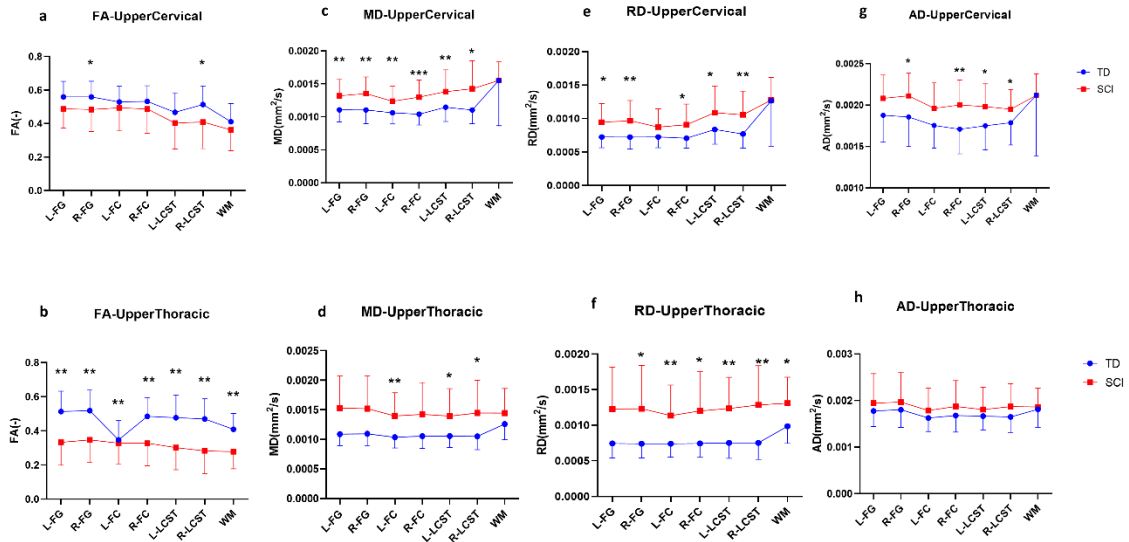 a
FA-UpperCervical
FA(-)
0.8
0.6
0.4
0.2
0.0
*
*
L-FG
R-FG
L-FC
R-FC
L-LCST
R-LCST
WM
c
MD-UpperCervical
MD(mm²/s)
0.0020
0.0015
0.0010
0.0005
0.0000
**
**
**
***
**
*
L-FG
R-FG
L-FC
R-FC
L-LCST
R-LCST
WM
e
RD-UpperCervical
RD(mm²/s)
0.0020
0.0015
0.0010
0.0005
0.0000
*
**
*
*
**
L-FG
R-FG
L-FC
R-FC
L-LCST
R-LCST
WM
g
AD-UpperCervical
AD(mm²/s)
0.0025
0.0020
0.0015
0.0010
*
**
*
*
L-FG
R-FG
L-FC
R-FC
L-LCST
R-LCST
WM
TD
SCI
b
FA-UpperThoracic
FA(-)
0.8
0.6
0.4
0.2
0.0
**
**
**
**
**
**
**
L-FG
R-FG
L-FC
R-FC
L-LCST
R-LCST
WM
d
MD-UpperThoracic
MD(mm²/s)
0.0025
0.0020
0.0015
0.0010
0.0005
0.0000
**
*
*
L-FG
R-FG
L-FC
R-FC
L-LCST
R-LCST
WM
f
RD-UpperThoracic
RD(mm²/s)
0.0020
0.0015
0.0010
0.0005
0.0000
*
**
*
**
**
*
L-FG
R-FG
L-FC
R-FC
L-LCST
R-LCST
WM
h
AD-UpperThoracic
AD(mm²/s)
0.003
0.002
0.001
0.000
L-FG
R-FG
L-FC
R-FC
L-LCST
R-LCST
WM
TD
SCI